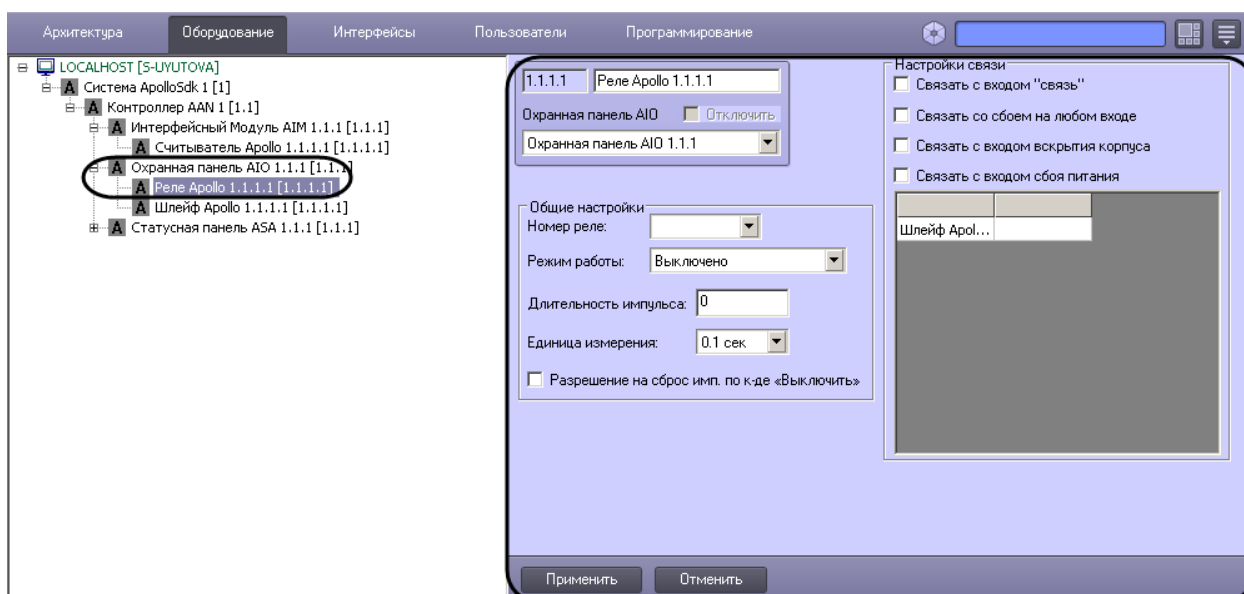 Архитектура Оборудование Интерфейсы Пользователи Программирование
LOCALHOST [S-UYUTOVA]
Система ApolloSdk 1 [1]
Контроллер AAN 1 [1.1]
Интерфейсный Модуль AIM 1.1.1 [1.1.1]
Считыватель Apollo 1.1.1.1 [1.1.1.1]
Охранная панель AIO 1.1.1 [1.1.1]
Реле Apollo 1.1.1.1 [1.1.1.1]
Шлейф Apollo 1.1.1.1 [1.1.1.1]
Статусная панель ASA 1.1.1 [1.1.1]
1.1.1.1 Реле Apollo 1.1.1.1
Охранная панель AIO Отключить
Охранная панель AIO 1.1.1
Общие настройки
Номер реле:
Режим работы: Выключено
Длительность импульса: 0
Единица измерения: 0.1 сек
Разрешение на сброс имп. по к-де «Выключить»
Настройки связи
Связать с входом "связь"
Связать со сбоем на любом входе
Связать с входом вскрытия корпуса
Связать с входом сбоя питания
Шлейф Apol...
Применить Отменить